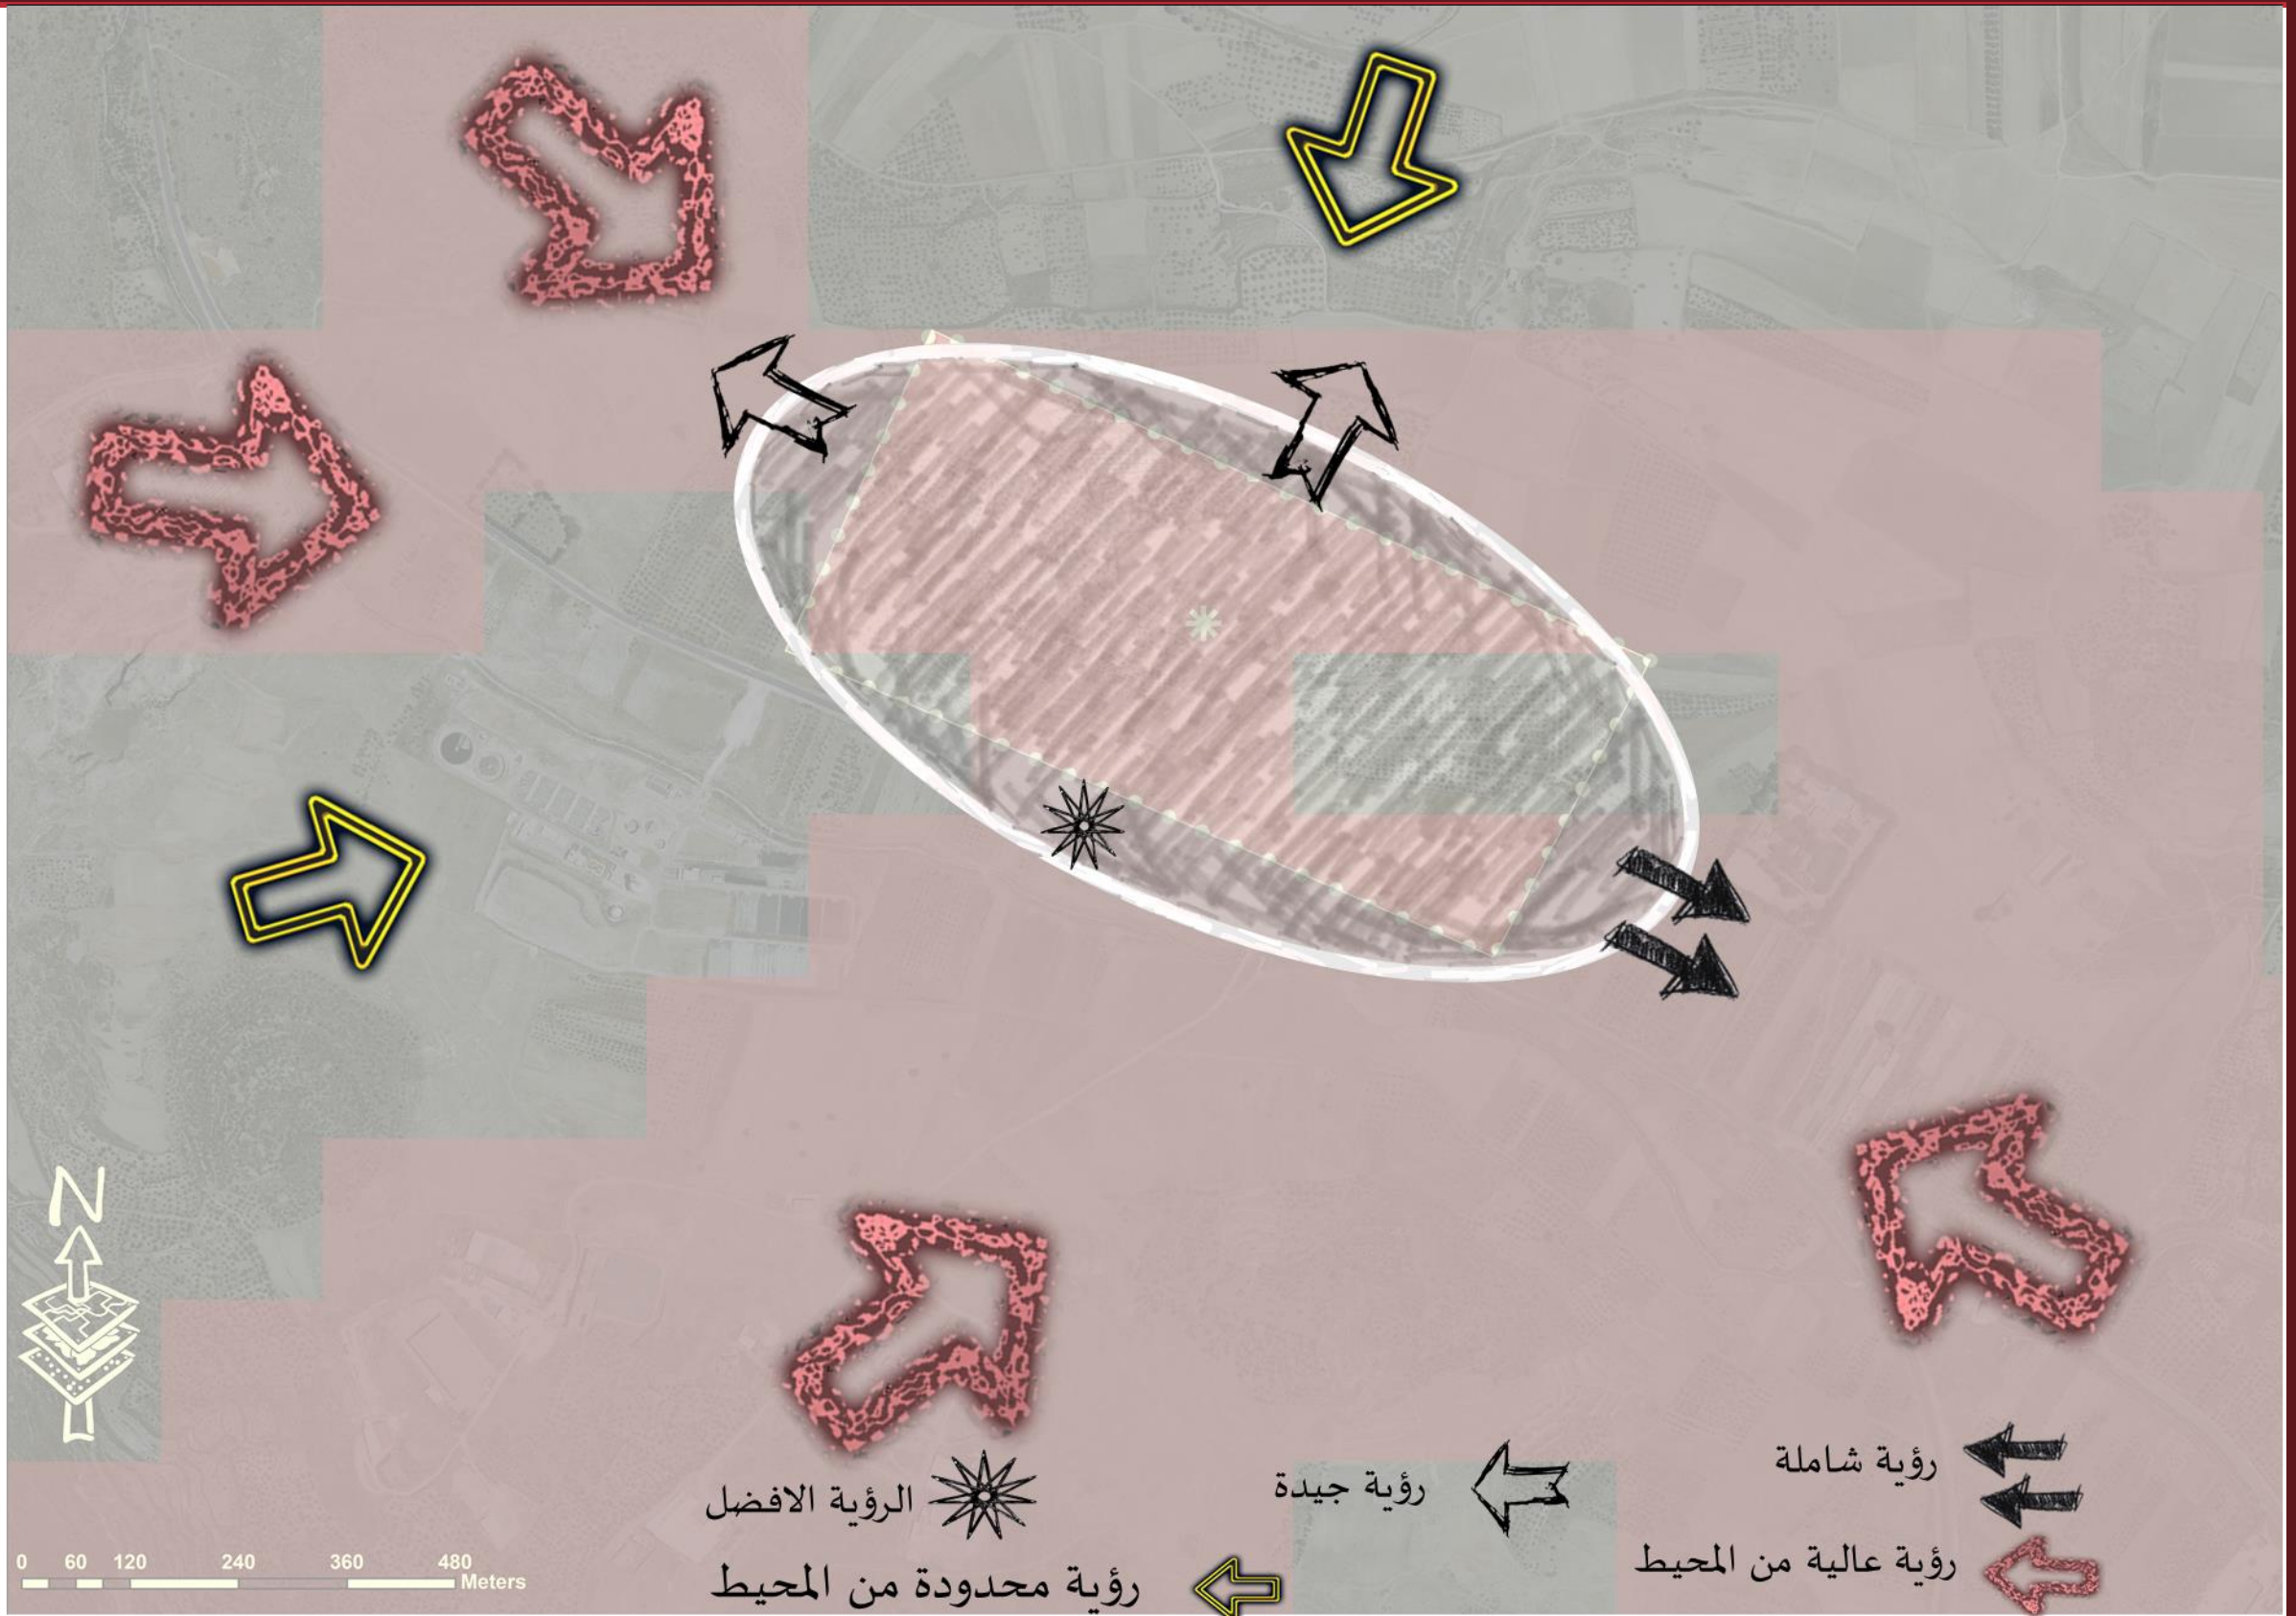 N
رؤية شاملة
رؤية جيدة
الرؤية الافضل
رؤية عالية من المحيط
رؤية محدودة من المحيط
0 60 120 240 360 480
Meters